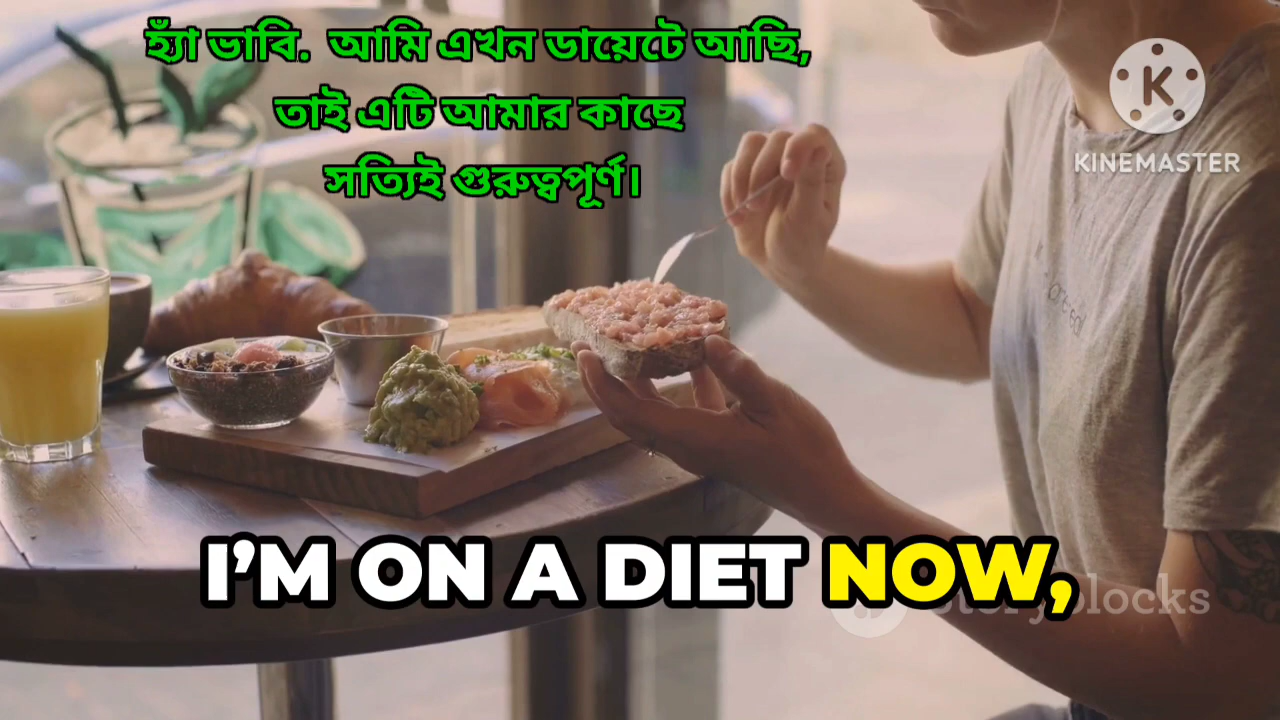 হ্যাঁ ভাবি. আমি এখন ডায়েটে আছি,
তাই এটি আমার কাছে
সত্যিই গুরুত্বপূর্ণ।
K
KINEMASTER
I'M ON A DIET NOW,